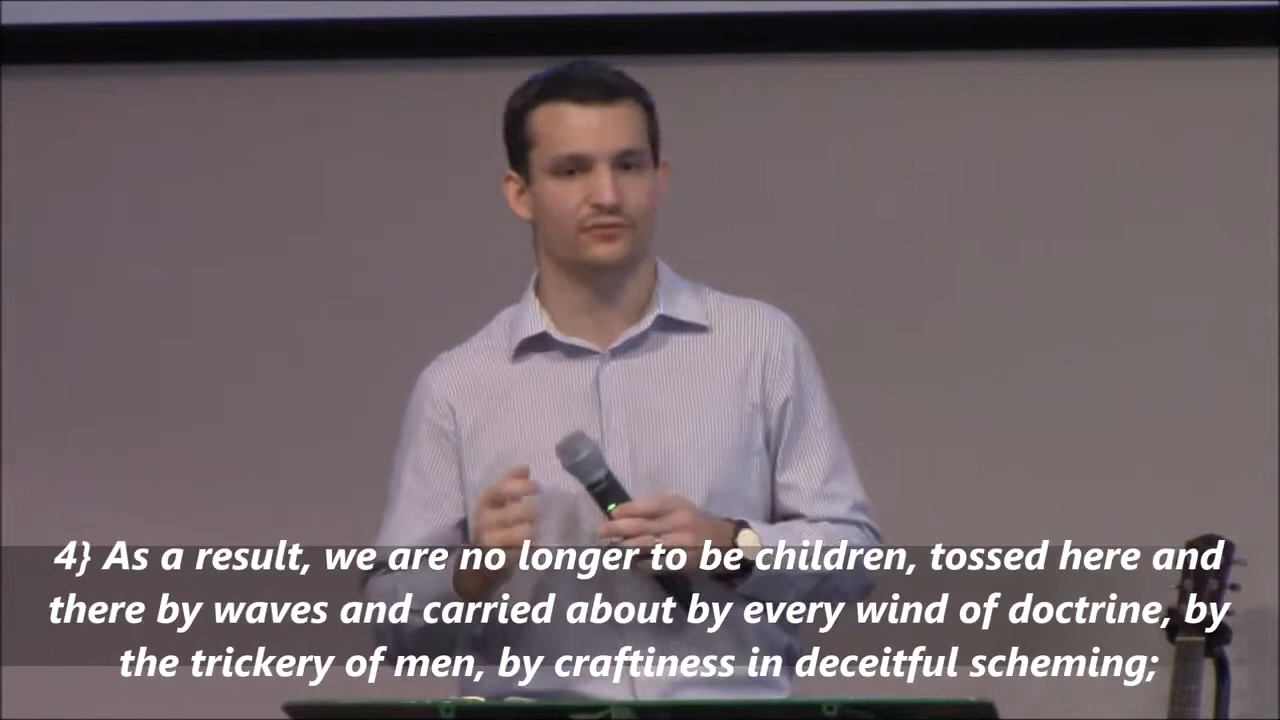 4} As a result, we are no longer to be children, tossed here and
there by waves and carried about by every wind of doctrine, by
the trickery of men, by craftiness in deceitful scheming;